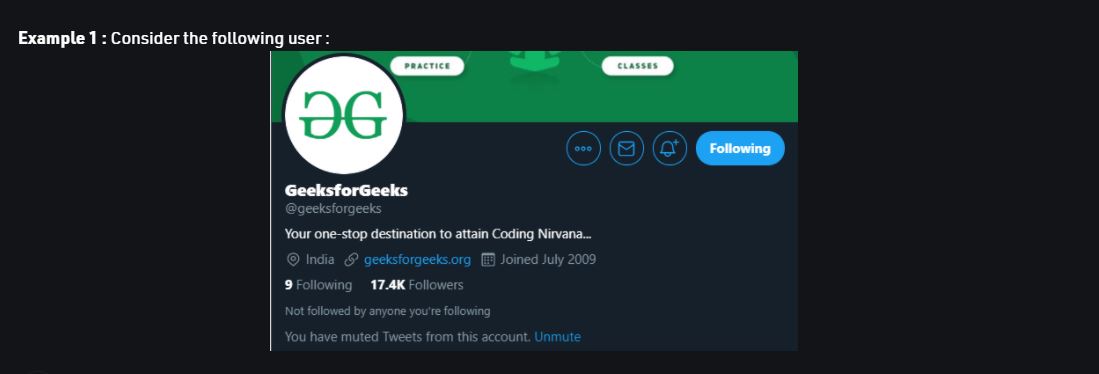 Example 1 : Consider the following user :
PRACTICE CLASSES
Following
GeeksforGeeks
@geeksforgeeks
Your one-stop destination to attain Coding Nirvana...
India geeksforgeeks.org Joined July 2009
9 Following 17.4K Followers
Not followed by anyone you're following
You have muted Tweets from this account. Unmute